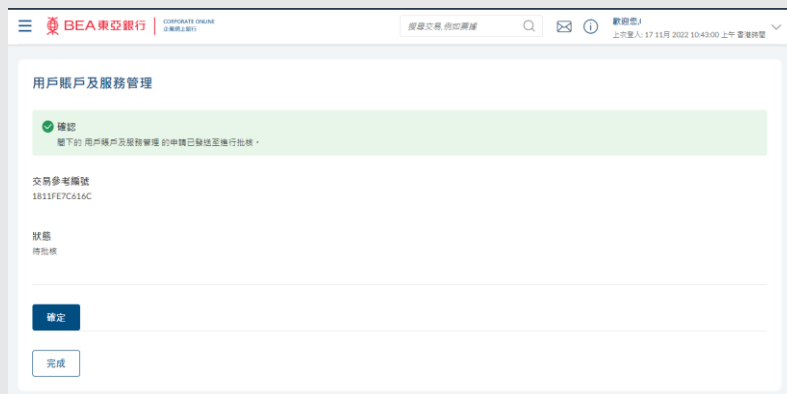 BEA東亞銀行
CORPORATE ONLINE
企業網上銀行
搜尋交易,例如票據
歡迎您,!
上次登入: 17 11月 2022 10:43:00 上午 香港時間
用戶賬戶及服務管理
確認
閣下的 用戶賬戶及服務管理 的申請已發送至進行批核。
交易參考編號
1811FE7C616C
狀態
待批核
確定
完成